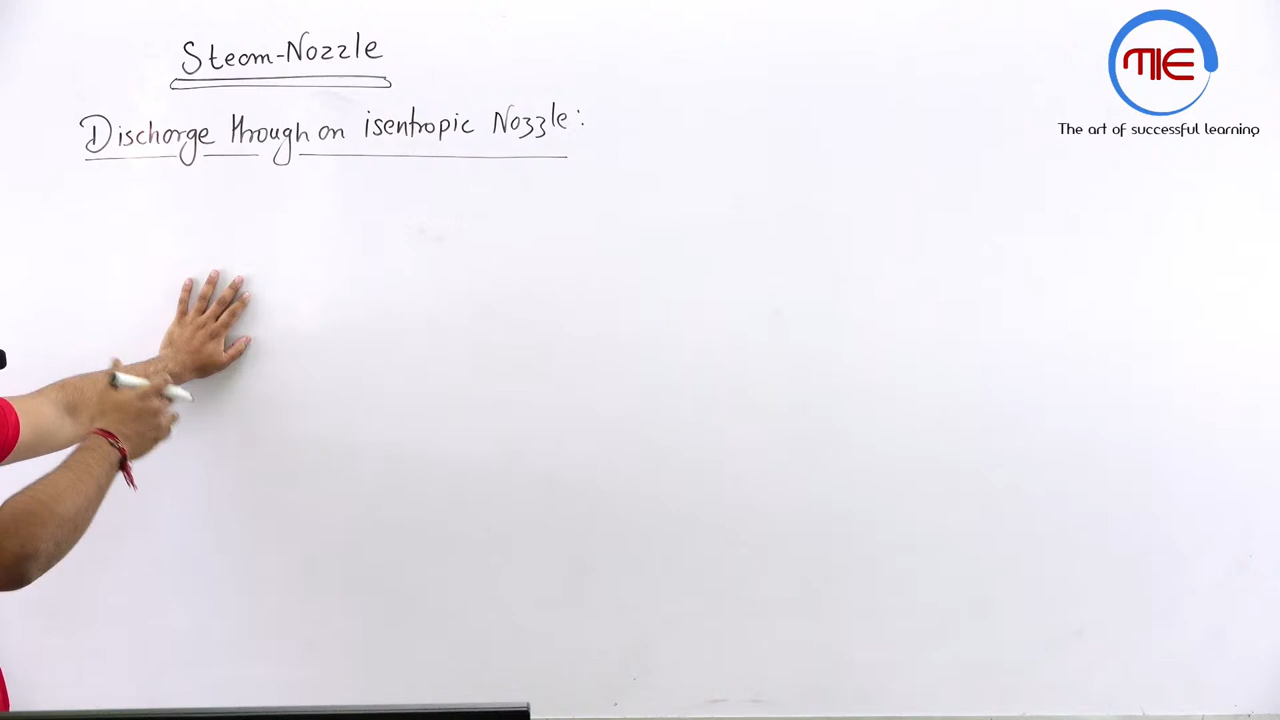 Steam-Nozzle
Discharge through an isentropic Nozzle:
MIE
The art of successful learning